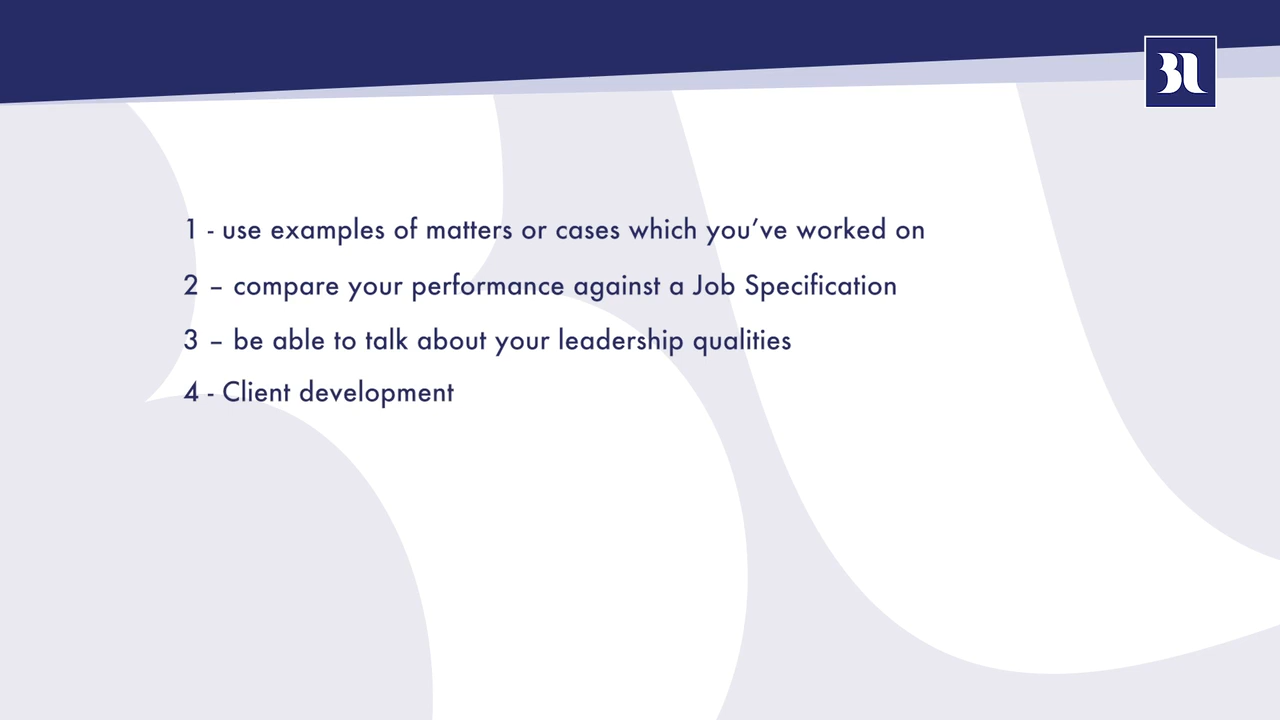 1 - use examples of matters or cases which you’ve worked on
2 – compare your performance against a Job Specification
3 – be able to talk about your leadership qualities
4 - Client development